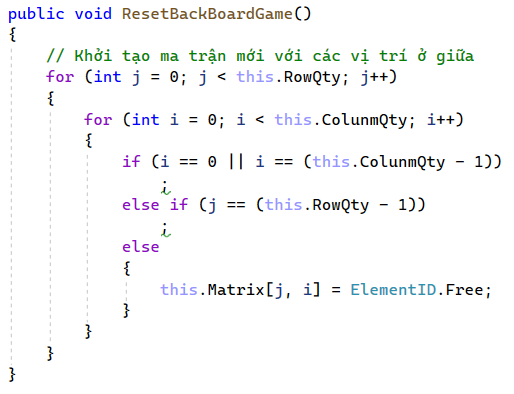 public void ResetBackBoardGame()
{
    // Khởi tạo ma trận mới với các vị trí ở giữa
    for (int j = 0; j < this.RowQty; j++)
    {
        for (int i = 0; i < this.ColunmQty; i++)
        {
            if (i == 0 || i == (this.ColunmQty - 1))
                ;
            else if (j == (this.RowQty - 1))
                ;
            else
            {
                this.Matrix[j, i] = ElementID.Free;
            }
        }
    }
}